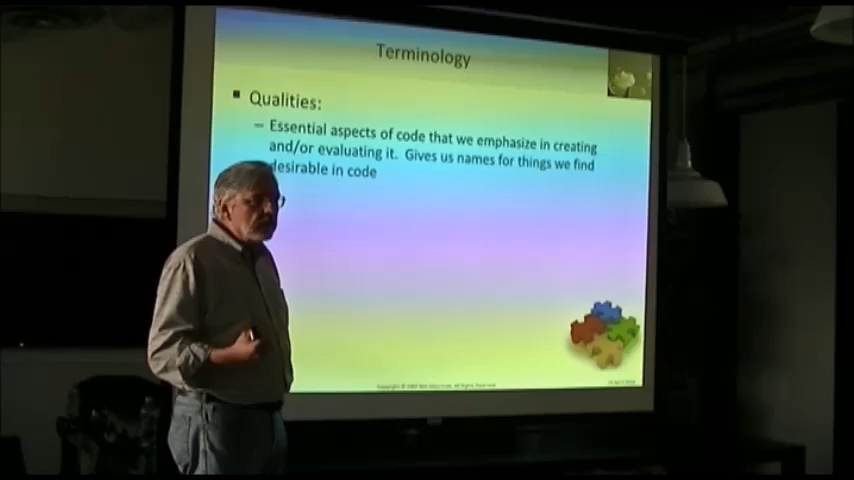 Terminology
Qualities:
– Essential aspects of code that we emphasize in creating
and/or evaluating it. Gives us names for things we find
desirable in code